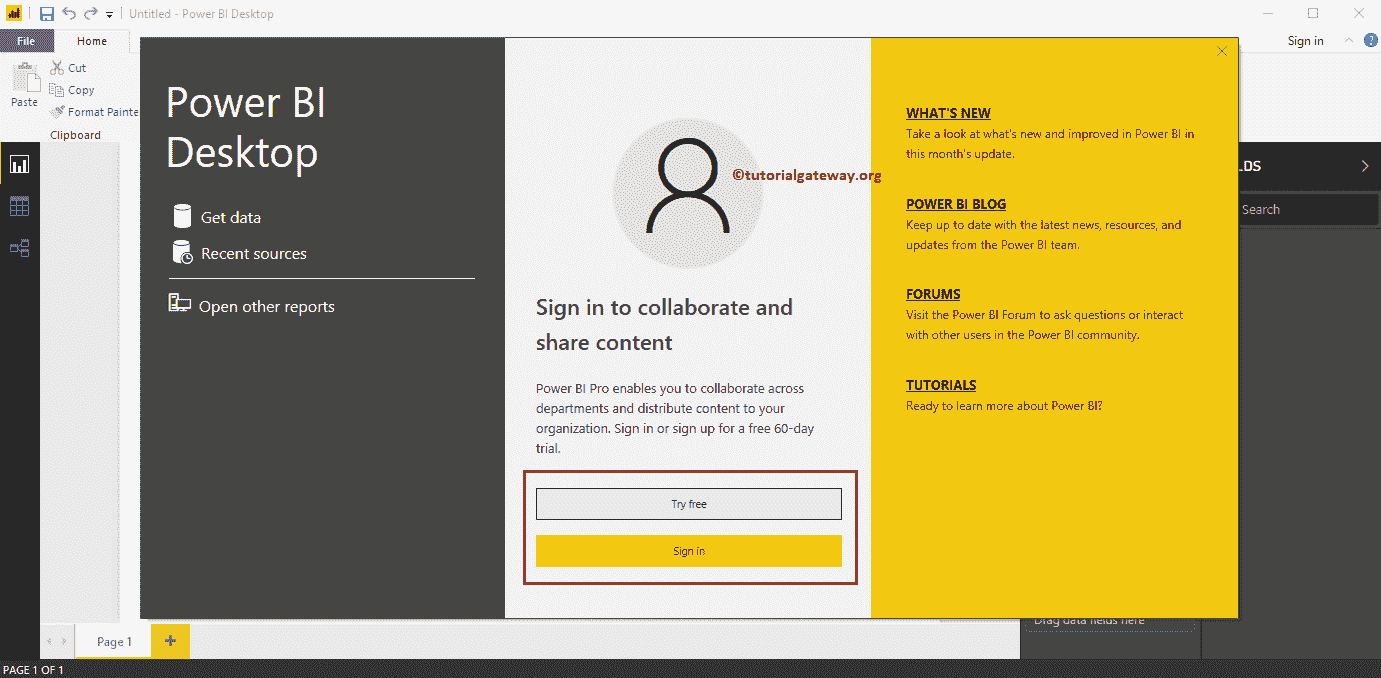 Untitled - Power BI Desktop
File
Home
Sign in
Paste
Cut
Copy
Format Painte
Clipboard
Power BI
Desktop
Get data
Recent sources
Open other reports
©tutorialgateway.org
Sign in to collaborate and
share content
Power BI Pro enables you to collaborate across
departments and distribute content to your
organization. Sign in or sign up for a free 60-day
trial.
Try free
Sign in
WHAT'S NEW
Take a look at what's new and improved in Power BI in
this month's update.
POWER BI BLOG
Keep up to date with the latest news, resources, and
updates from the Power BI team.
FORUMS
Visit the Power BI Forum to ask questions or interact
with other users in the Power BI community.
TUTORIALS
Ready to learn more about Power BI?
LDS
Search
Drag data fields here
Page 1
PAGE 1 OF 1